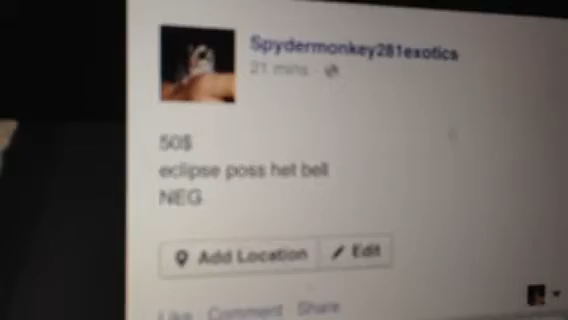 Spydermonkey281exotics
21 mins
50$
eclipse poss het bell
NEG
Add Location Edit
Like Comment Share